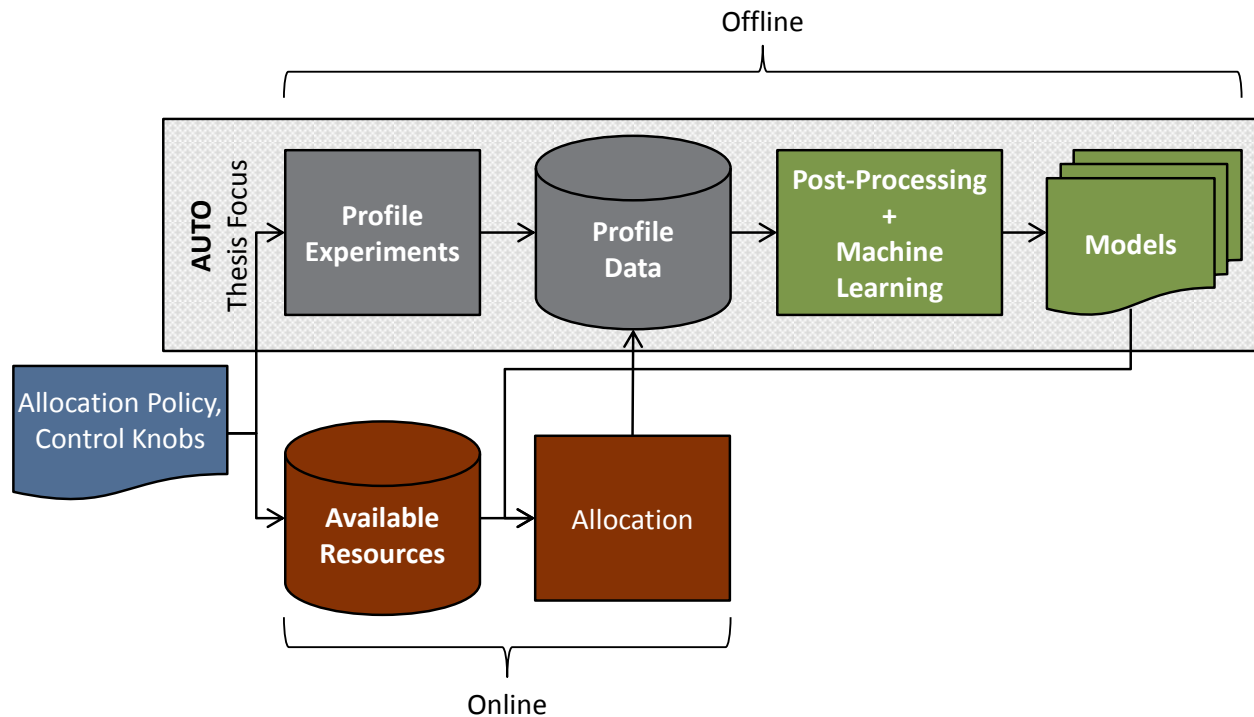 Offline
AUTO
Thesis Focus
Profile
Experiments
Profile
Data
Post-Processing
+
Machine
Learning
Models
Allocation Policy,
Control Knobs
Available
Resources
Allocation
Online